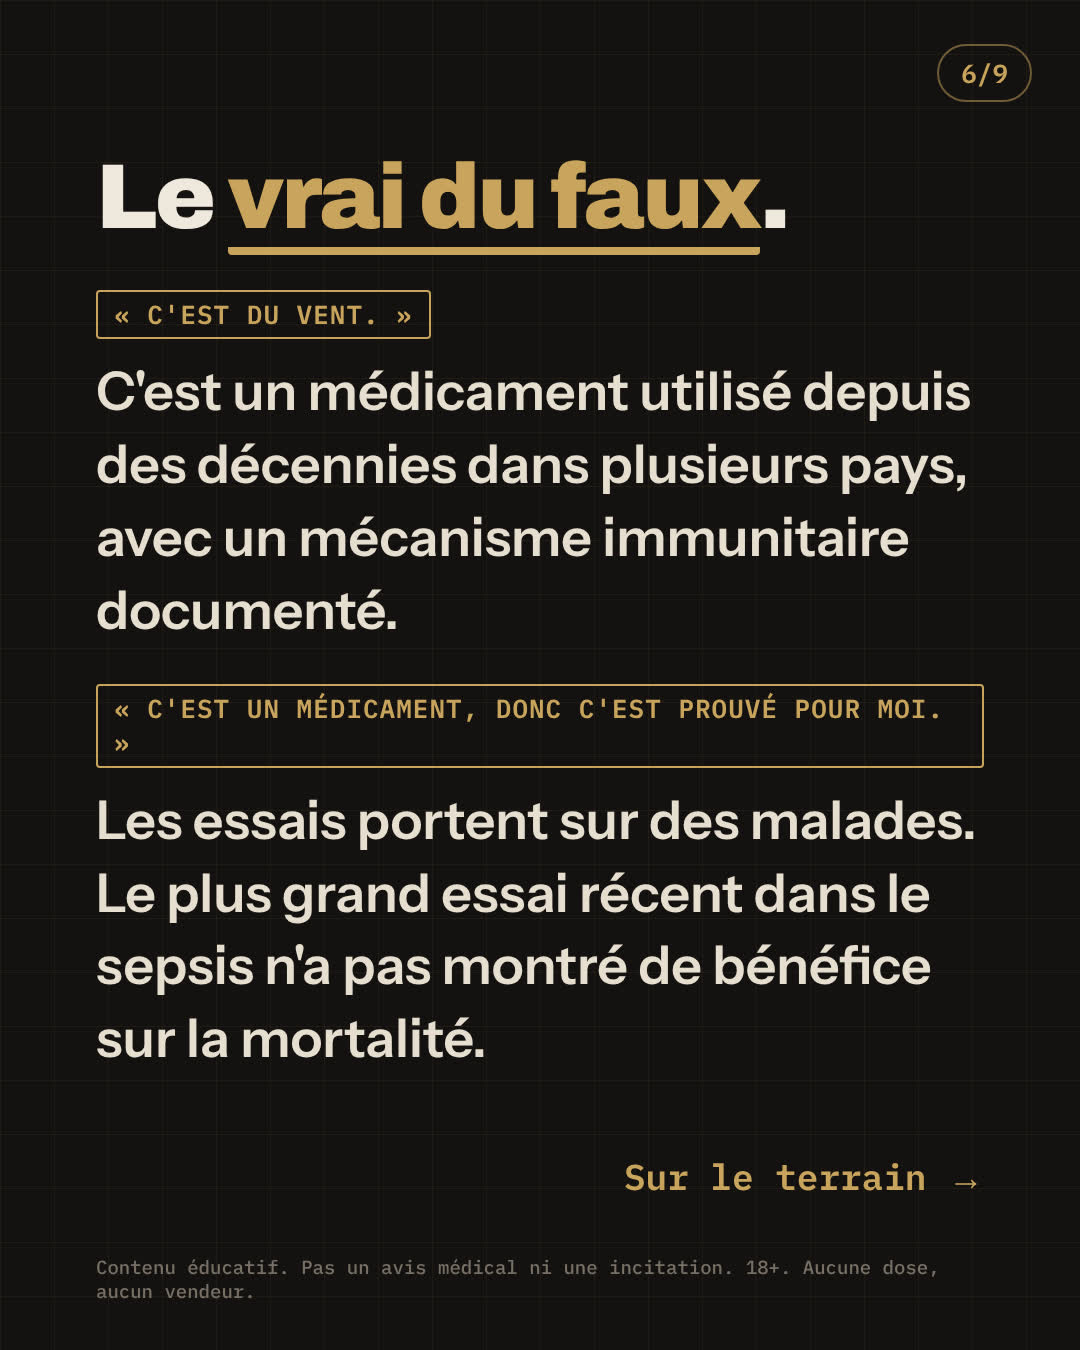 6/9
Le vrai du faux.
« C'EST DU VENT. »
C'est un médicament utilisé depuis
des décennies dans plusieurs pays,
avec un mécanisme immunitaire
documenté.
« C'EST UN MÉDICAMENT, DONC C'EST PROUVÉ POUR MOI.
»
Les essais portent sur des malades.
Le plus grand essai récent dans le
sepsis n'a pas montré de bénéfice
sur la mortalité.
Sur le terrain →
Contenu éducatif. Pas un avis médical ni une incitation. 18+. Aucune dose,
aucun vendeur.